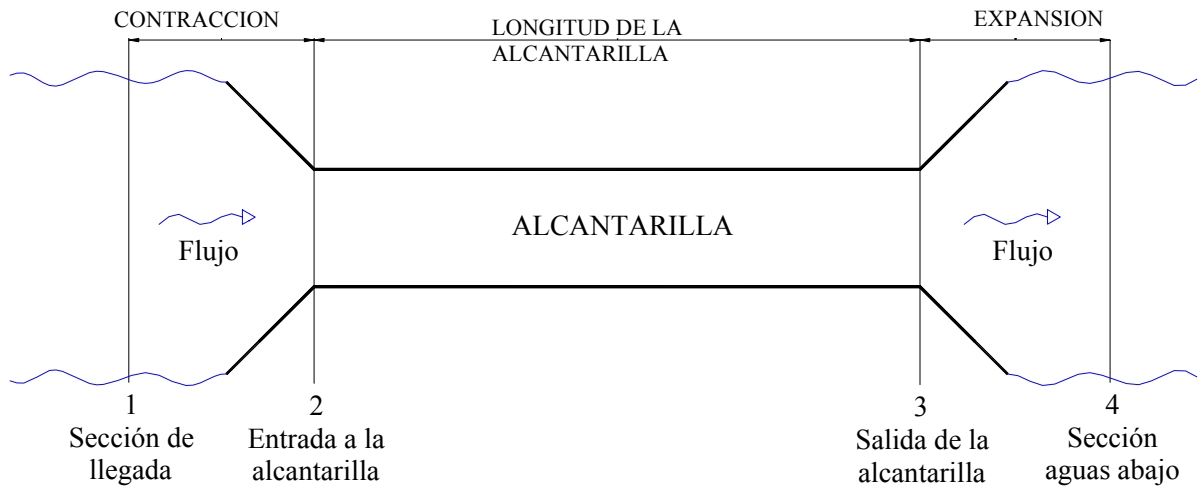 CONTRACCION
LONGITUD DE LA
ALCANTARILLA
EXPANSION
Flujo
ALCANTARILLA
Flujo
1
Sección de
llegada
2
Entrada a la
alcantarilla
3
Salida de la
alcantarilla
4
Sección
aguas abajo